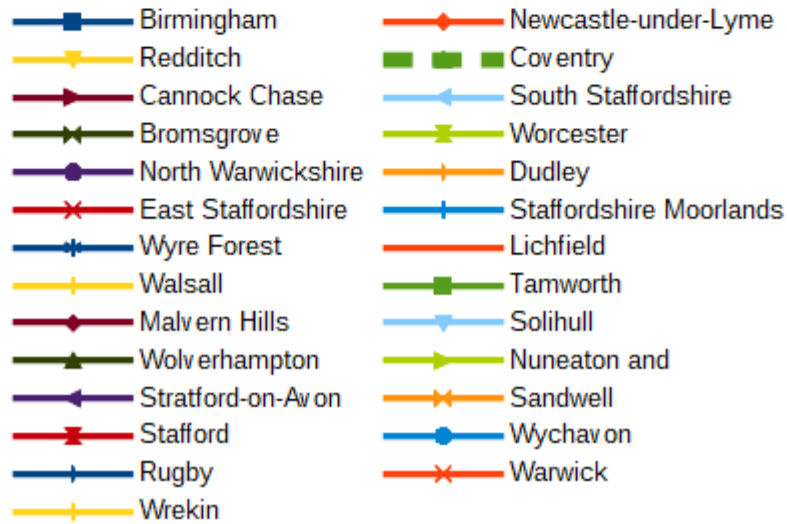 Birmingham
Redditch
Cannock Chase
Bromsgrove
North Warwickshire
East Staffordshire
Wyre Forest
Walsall
Malvern Hills
Wolverhampton
Stratford-on-Avon
Stafford
Rugby
Wrekin
Newcastle-under-Lyme
Coventry
South Staffordshire
Worcester
Dudley
Staffordshire Moorlands
Lichfield
Tamworth
Solihull
Nuneaton and
Sandwell
Wychavon
Warwick